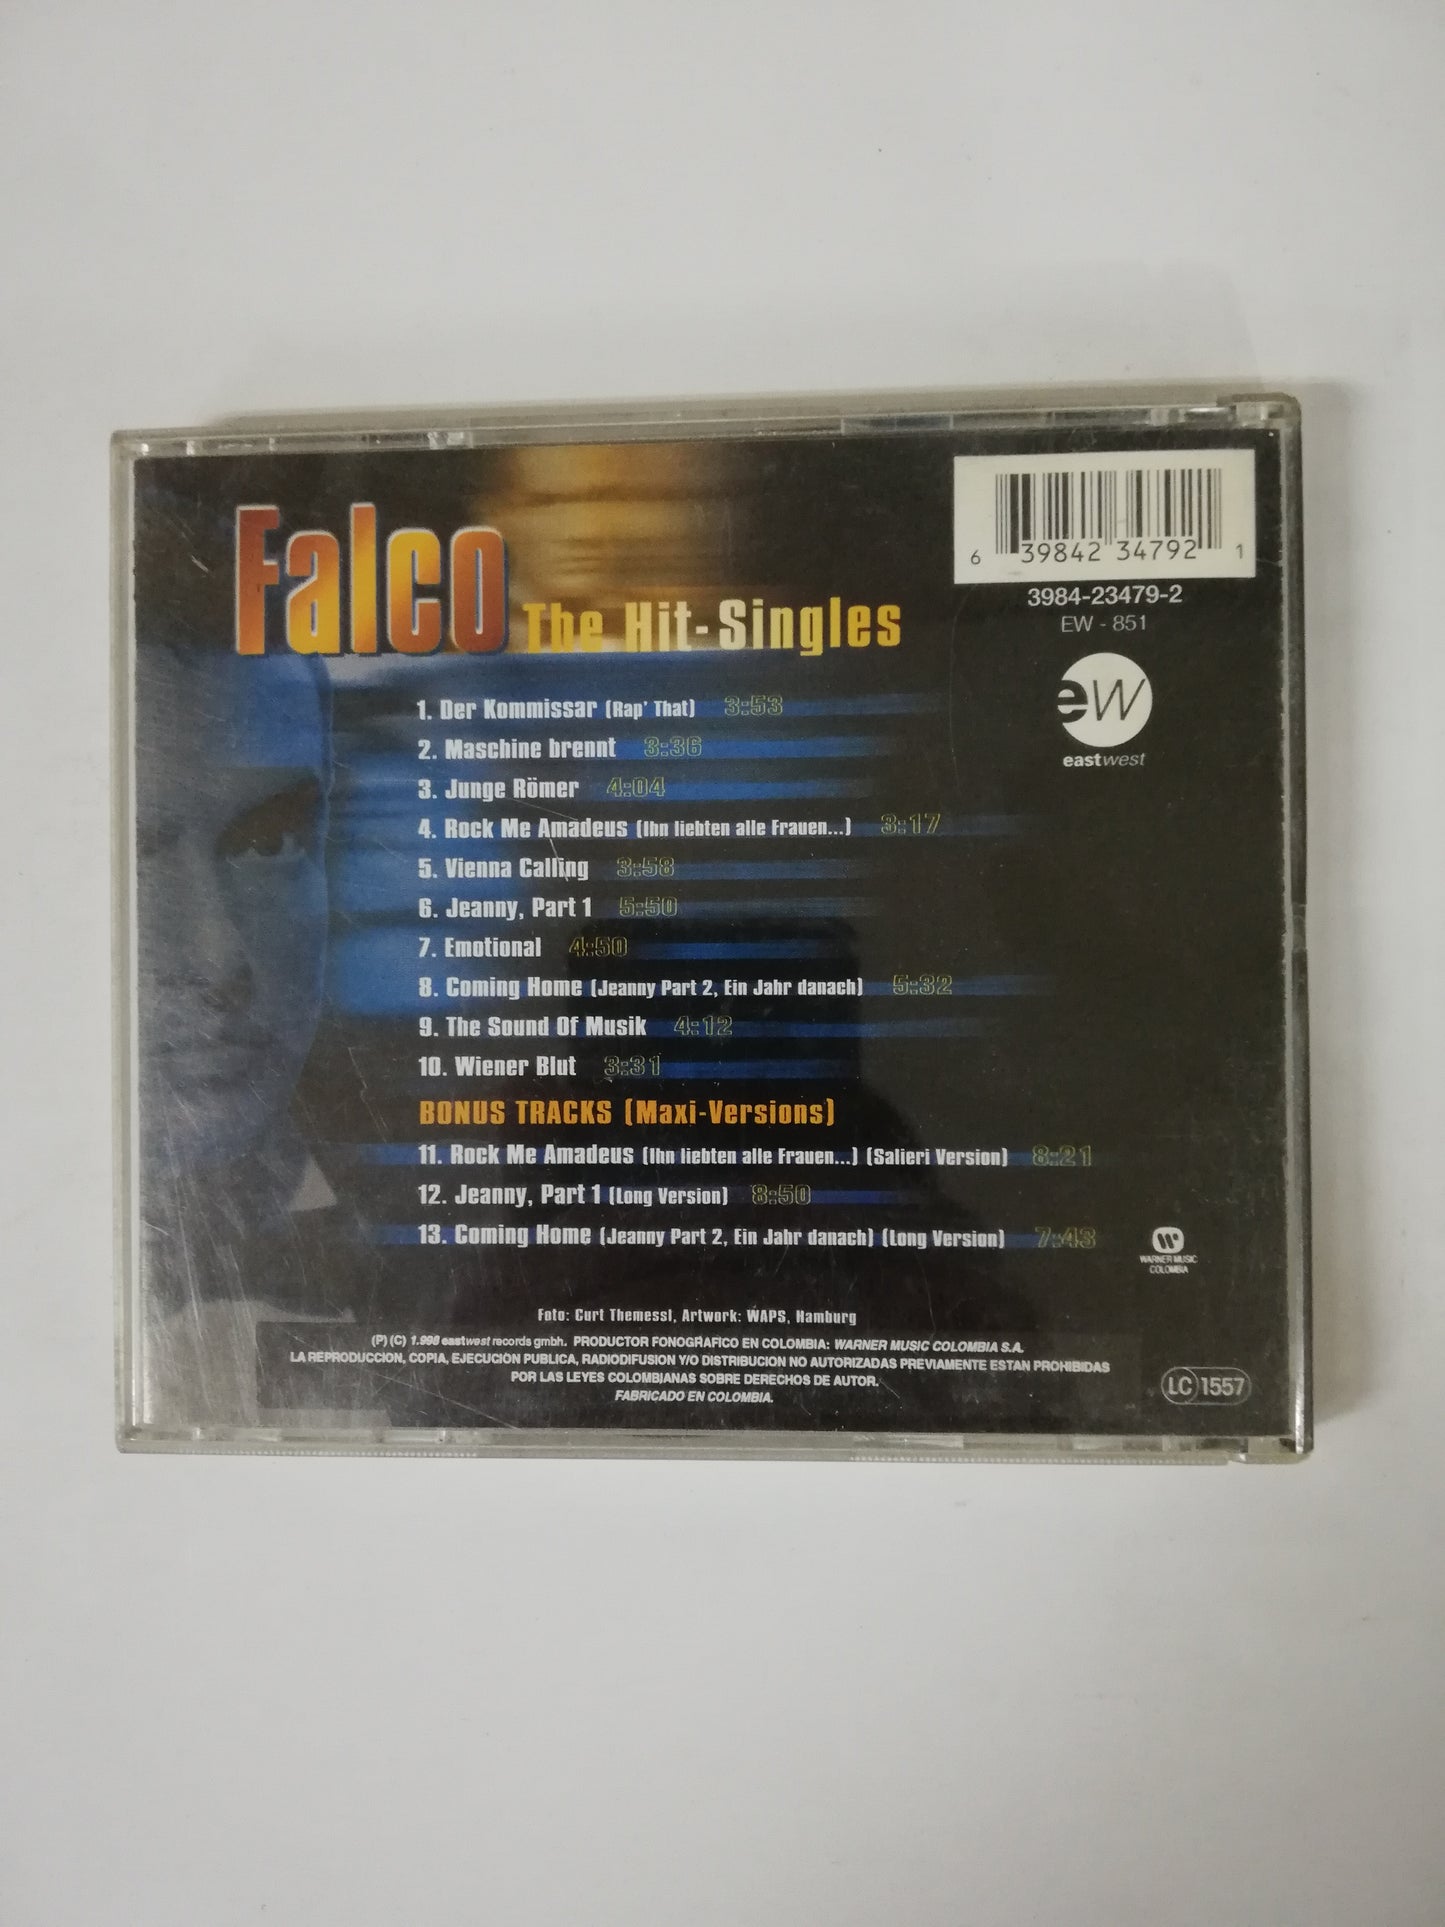 Falco The Hit-Singles
6 39842 34792 1
3984-23479-2
EW - 851
eW
eastwest
1. Der Kommissar (Rap' That) 3:53
2. Maschine brennt 3:36
3. Junge Römer 4:04
4. Rock Me Amadeus (Ihn liebten alle Frauen...) 3:17
5. Vienna Calling 3:58
6. Jeanny, Part 1 5:50
7. Emotional 4:50
8. Coming Home (Jeanny Part 2, Ein Jahr danach) 5:32
9. The Sound Of Musik 4:12
10. Wiener Blut 3:31
BONUS TRACKS (Maxi-Versions)
11. Rock Me Amadeus (Ihn liebten alle Frauen...) (Salieri Version) 8:21
12. Jeanny, Part 1 (Long Version) 8:50
13. Coming Home (Jeanny Part 2, Ein Jahr danach) (Long Version) 7:43
WARNER MUSIC
COLOMBIA
Foto: Curt Themessl, Artwork: WAPS, Hamburg
(P) (C) 1.998 eastwest records gmbh. PRODUCTOR FONOGRAFICO EN COLOMBIA: WARNER MUSIC COLOMBIA S.A.
LA REPRODUCCION, COPIA, EJECUCION PUBLICA, RADIODIFUSION Y/O DISTRIBUCION NO AUTORIZADAS PREVIAMENTE ESTAN PROHIBIDAS
POR LAS LEYES COLOMBIANAS SOBRE DERECHOS DE AUTOR.
FABRICADO EN COLOMBIA.
LC 1557